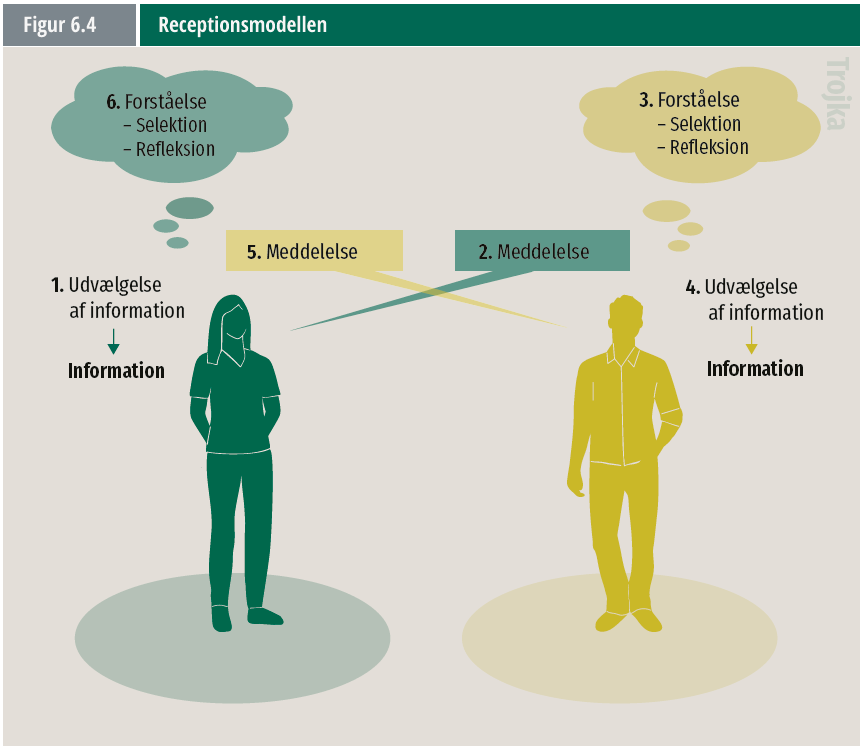 Figur 6.4
Receptionsmodellen
Trojka
6. Forståelse
– Selektion
– Refleksion
3. Forståelse
– Selektion
– Refleksion
5. Meddelelse
2. Meddelelse
1. Udvælgelse
af information
Information
4. Udvælgelse
af information
Information